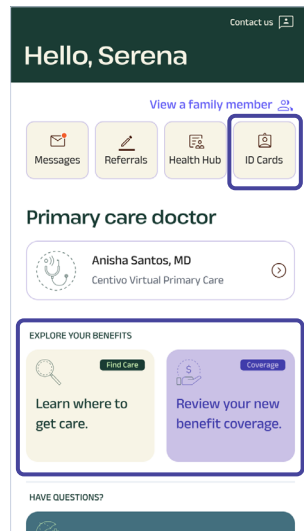 Contact us
Hello, Serena
View a family member
Messages
Referrals
Health Hub
ID Cards
Primary care doctor
Anisha Santos, MD
Centivo Virtual Primary Care
EXPLORE YOUR BENEFITS
Find Care
Learn where to
get care.
Coverage
$
Review your new
benefit coverage.
HAVE QUESTIONS?